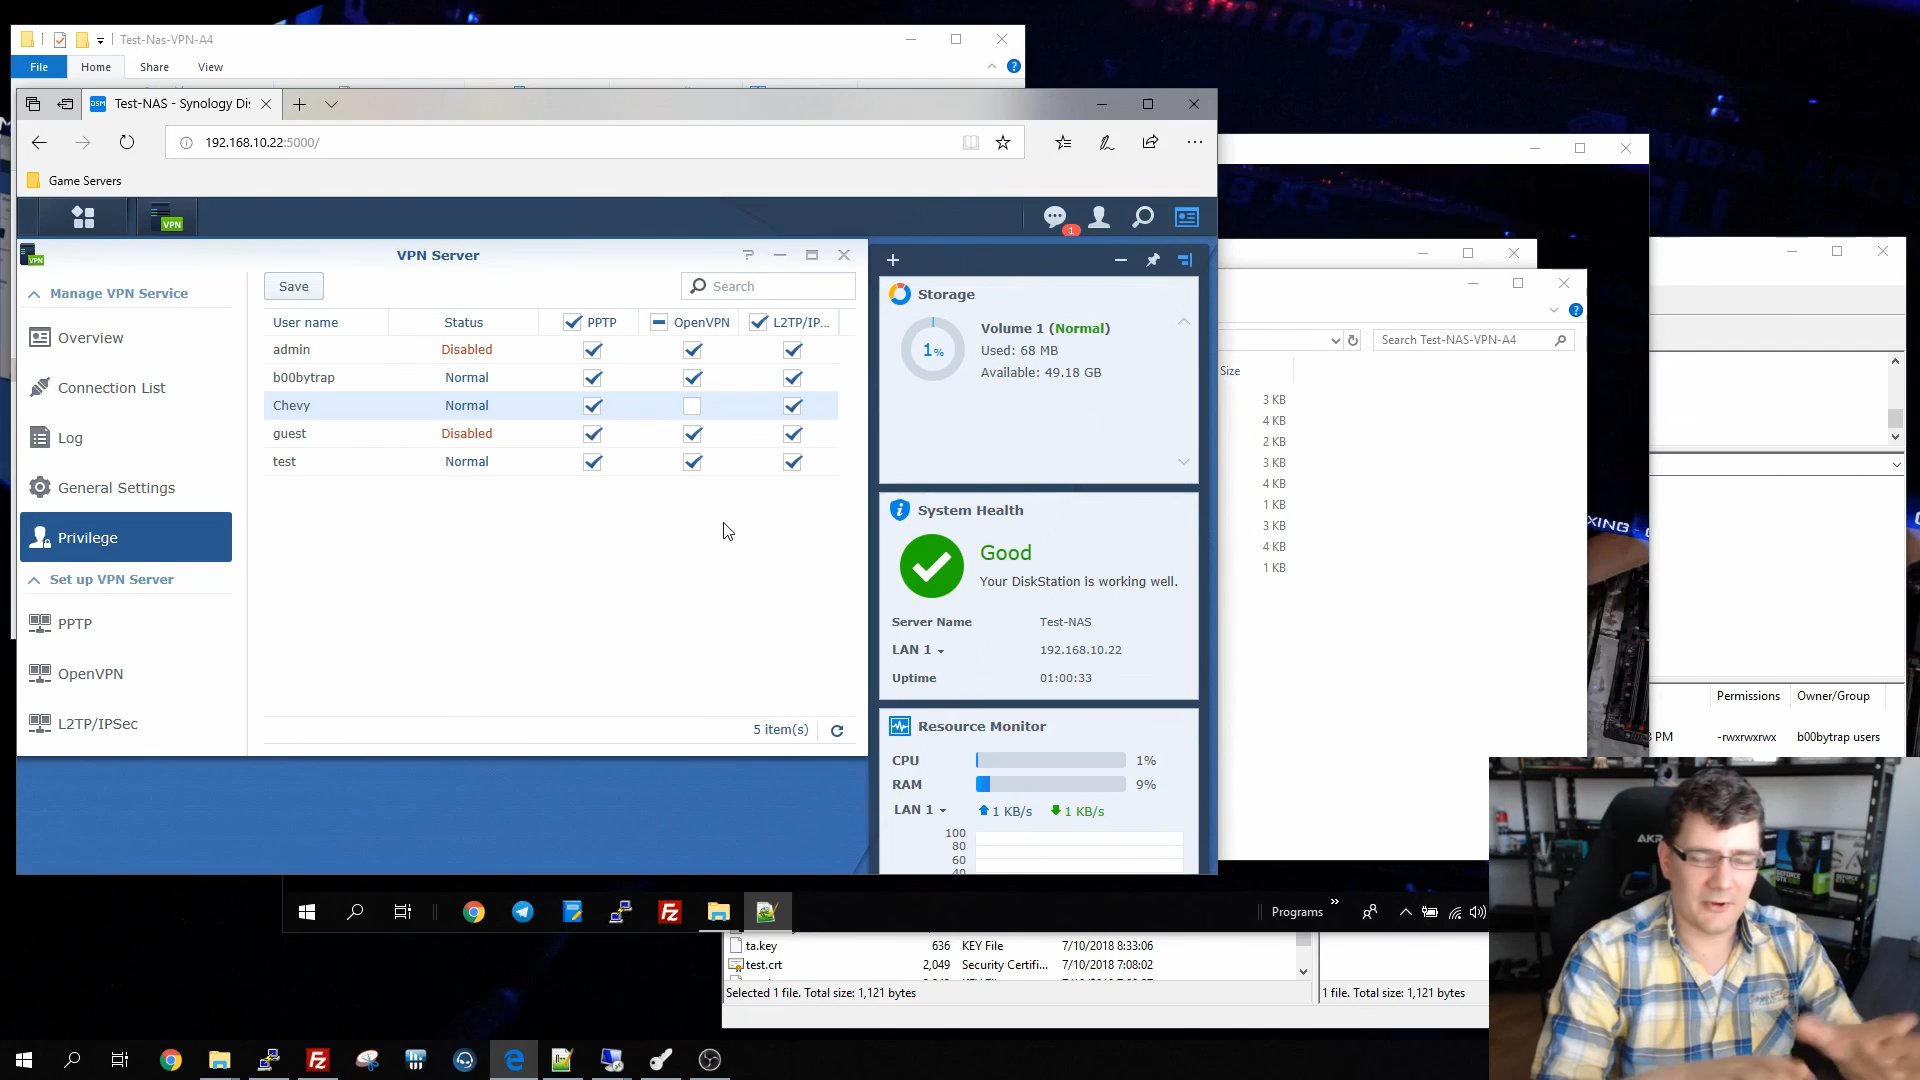 Test-Nas-VPN-A4
File Home Share View
Test-NAS - Synology Dis
192.168.10.22:5000/
Game Servers
VPN
1
VPN Server
Manage VPN Service
Overview
Connection List
Log
General Settings
Privilege
Set up VPN Server
PPTP
OpenVPN
L2TP/IPSec
Save
Search
User name Status PPTP OpenVPN L2TP/IP...
admin Disabled
b00bytrap Normal
Chevy Normal
guest Disabled
test Normal
5 item(s)
Storage
1%
Volume 1 (Normal)
Used: 68 MB
Available: 49.18 GB
System Health
Good
Your DiskStation is working well.
Server Name Test-NAS
LAN 1 192.168.10.22
Uptime 01:00:33
Resource Monitor
CPU 1%
RAM 9%
LAN 1 1 KB/s 1 KB/s
100
80
60
40
Search Test-NAS-VPN-A4
Size
3 KB
4 KB
2 KB
3 KB
4 KB
1 KB
3 KB
4 KB
1 KB
Permissions Owner/Group
PM -rwxrwxrwx b00bytrap users
Programs
ta.key 636 KEY File 7/10/2018 8:33:06
test.crt 2,049 Security Certifi... 7/10/2018 7:08:02
Selected 1 file. Total size: 1,121 bytes
1 file. Total size: 1,121 bytes